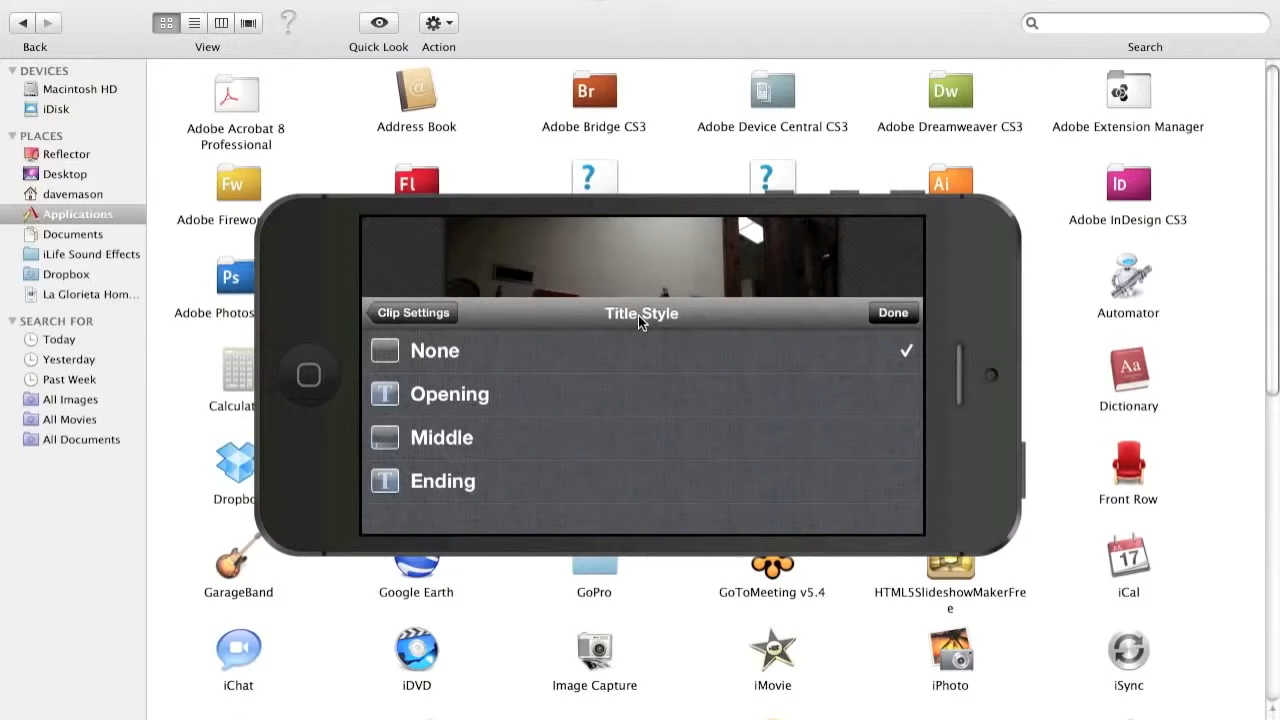 Back
View
Quick Look
Action
Search
DEVICES
Macintosh HD
iDisk
PLACES
Reflector
Desktop
davemason
Applications
Documents
iLife Sound Effects
Dropbox
La Glorieta Hom...
SEARCH FOR
Today
Yesterday
Past Week
All Images
All Movies
All Documents
Adobe Acrobat 8
Professional
Address Book
Br
Adobe Bridge CS3
Adobe Device Central CS3
Dw
Adobe Dreamweaver CS3
Adobe Extension Manager
Fw
Adobe Firewo
Fl
?
?
Ai
Id
Adobe InDesign CS3
Ps
Adobe Photos
Automator
Clip Settings
Title Style
Done
None
T
Opening
Middle
T
Ending
Calculat
Aa
Dictionary
Dropbo
Front Row
GarageBand
Google Earth
GoPro
GoToMeeting v5.4
HTML5SlideshowMakerFre
e
17
iCal
iChat
iDVD
Image Capture
iMovie
iPhoto
iSync